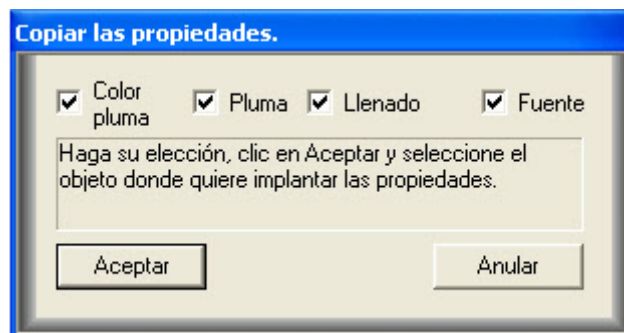 Copiar las propiedades.
Color
pluma
Pluma
Llenado
Fuente
Haga su elección, clic en Aceptar y seleccione el
objeto donde quiere implantar las propiedades.
Aceptar
Anular